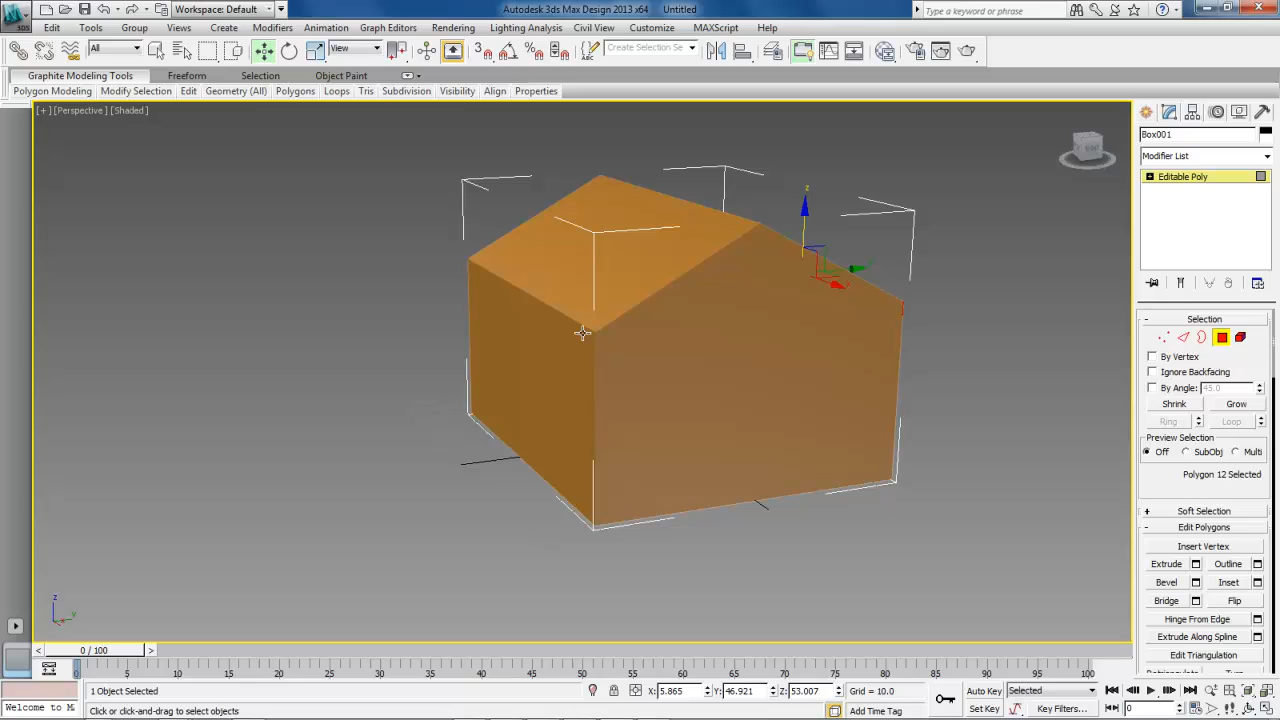 Workspace: Default
Autodesk 3ds Max Design 2013 x64
Untitled
Type a keyword or phrase
3ds
Edit
Tools
Group
Views
Create
Modifiers
Animation
Graph Editors
Rendering
Lighting Analysis
Civil View
Customize
MAXScript
Help
All
View
Create Selection Se
Graphite Modeling Tools
Freeform
Selection
Object Paint
Polygon Modeling
Modify Selection
Edit
Geometry (All)
Polygons
Loops
Tris
Subdivision
Visibility
Align
Properties
[+] [Perspective] [Shaded]
Box001
Modifier List
Editable Poly
Selection
By Vertex
Ignore Backfacing
By Angle: 45.0
Shrink
Grow
Ring
Loop
Preview Selection
Off
SubObj
Multi
Polygon 12 Selected
Soft Selection
Edit Polygons
Insert Vertex
Extrude
Outline
Bevel
Inset
Bridge
Flip
Hinge From Edge
Extrude Along Spline
Edit Triangulation
z
z
y
0 / 100
0 5 10 15 20 25 30 35 40 45 50 55 60 65 70 75 80 85 90 95 100
1 Object Selected
X: 5.865
Y: 46.921
Z: 53.007
Grid = 10.0
Auto Key
Selected
Welcome to M
Click or click-and-drag to select objects
Add Time Tag
Set Key
Key Filters...
0